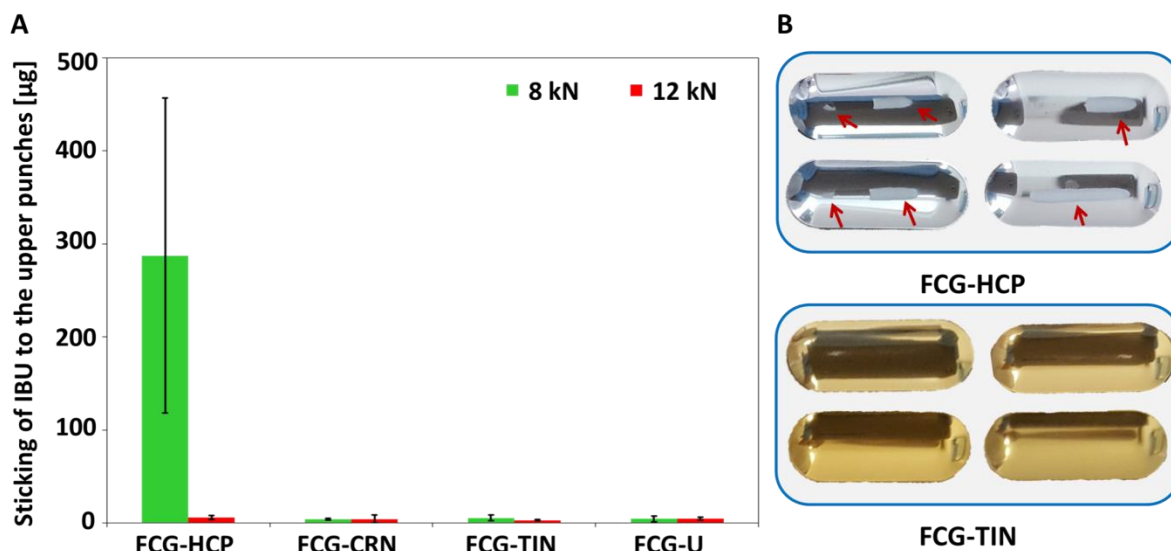 A
B
Sticking of IBU to the upper punches [µg]
500
400
300
200
100
0
8 kN
12 kN
FCG-HCP
FCG-CRN
FCG-TIN
FCG-U
FCG-HCP
FCG-TIN